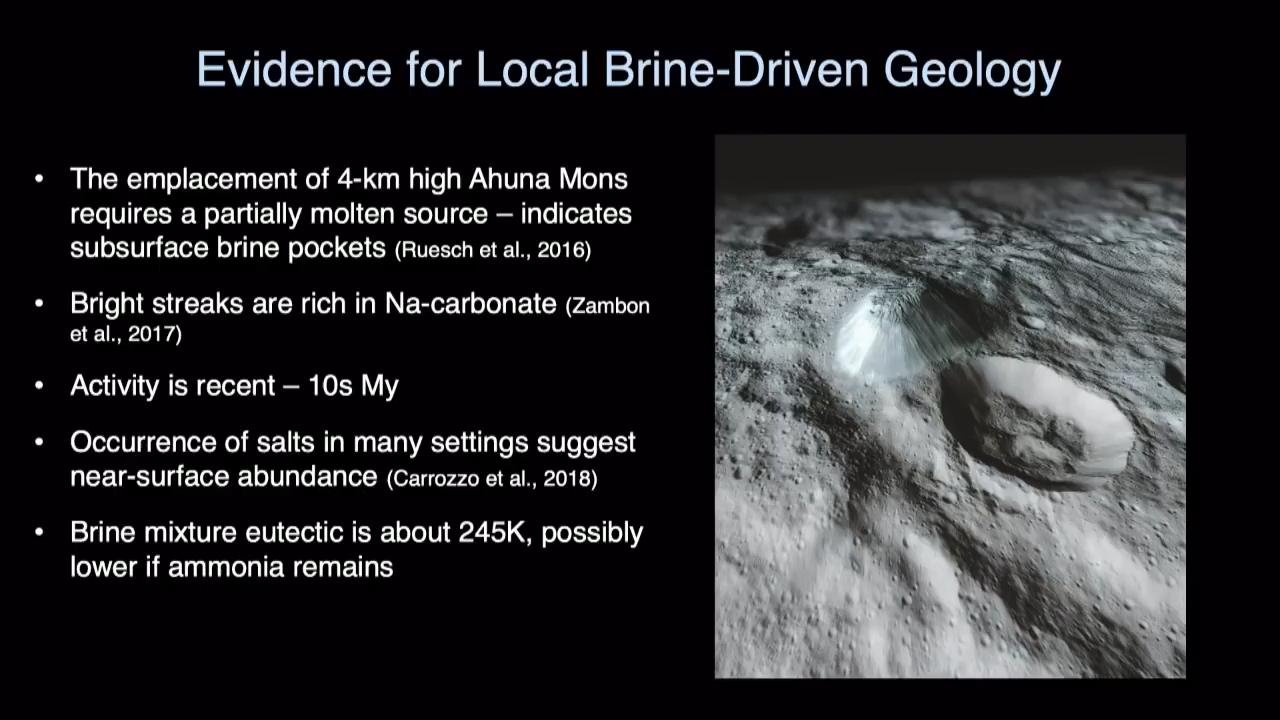 Evidence for Local Brine-Driven Geology
• The emplacement of 4-km high Ahuna Mons
requires a partially molten source – indicates
subsurface brine pockets (Ruesch et al., 2016)
• Bright streaks are rich in Na-carbonate (Zambon
et al., 2017)
• Activity is recent – 10s My
• Occurrence of salts in many settings suggest
near-surface abundance (Carrozzo et al., 2018)
• Brine mixture eutectic is about 245K, possibly
lower if ammonia remains